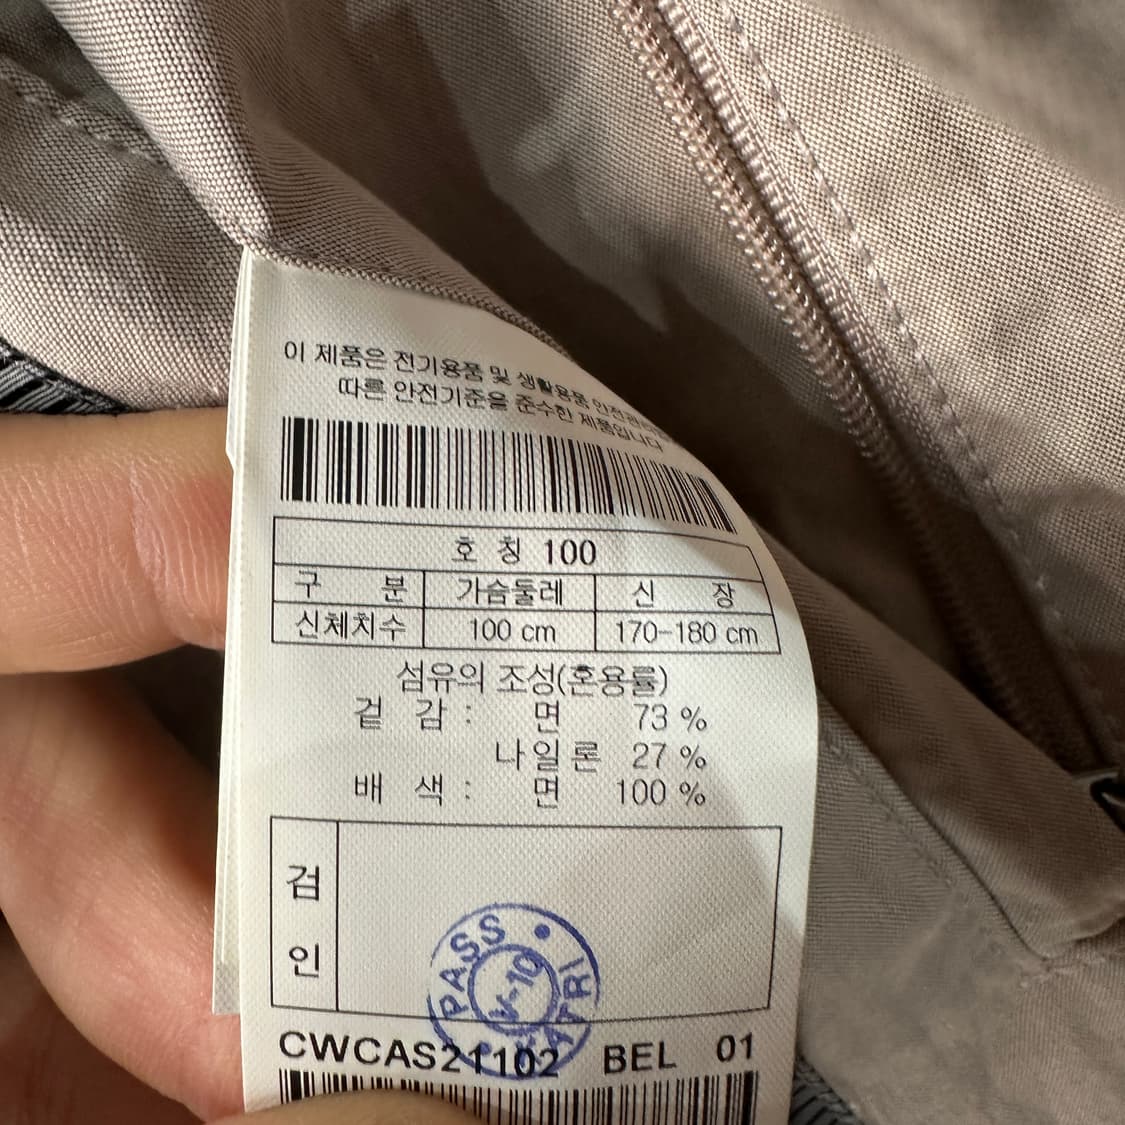 이 제품은 전기용품 및 생활용품 안전관리법에
따른 안전기준을 준수한 제품입니다
호 칭 100
구 분 가슴둘레 신 장
신체치수 100 cm 170-180 cm
섬유의 조성(혼용률)
겉 감 : 면 73 %
나일론 27 %
배 색 : 면 100 %
검
인
PASS
ATRI
CWCAS21102 BEL 01